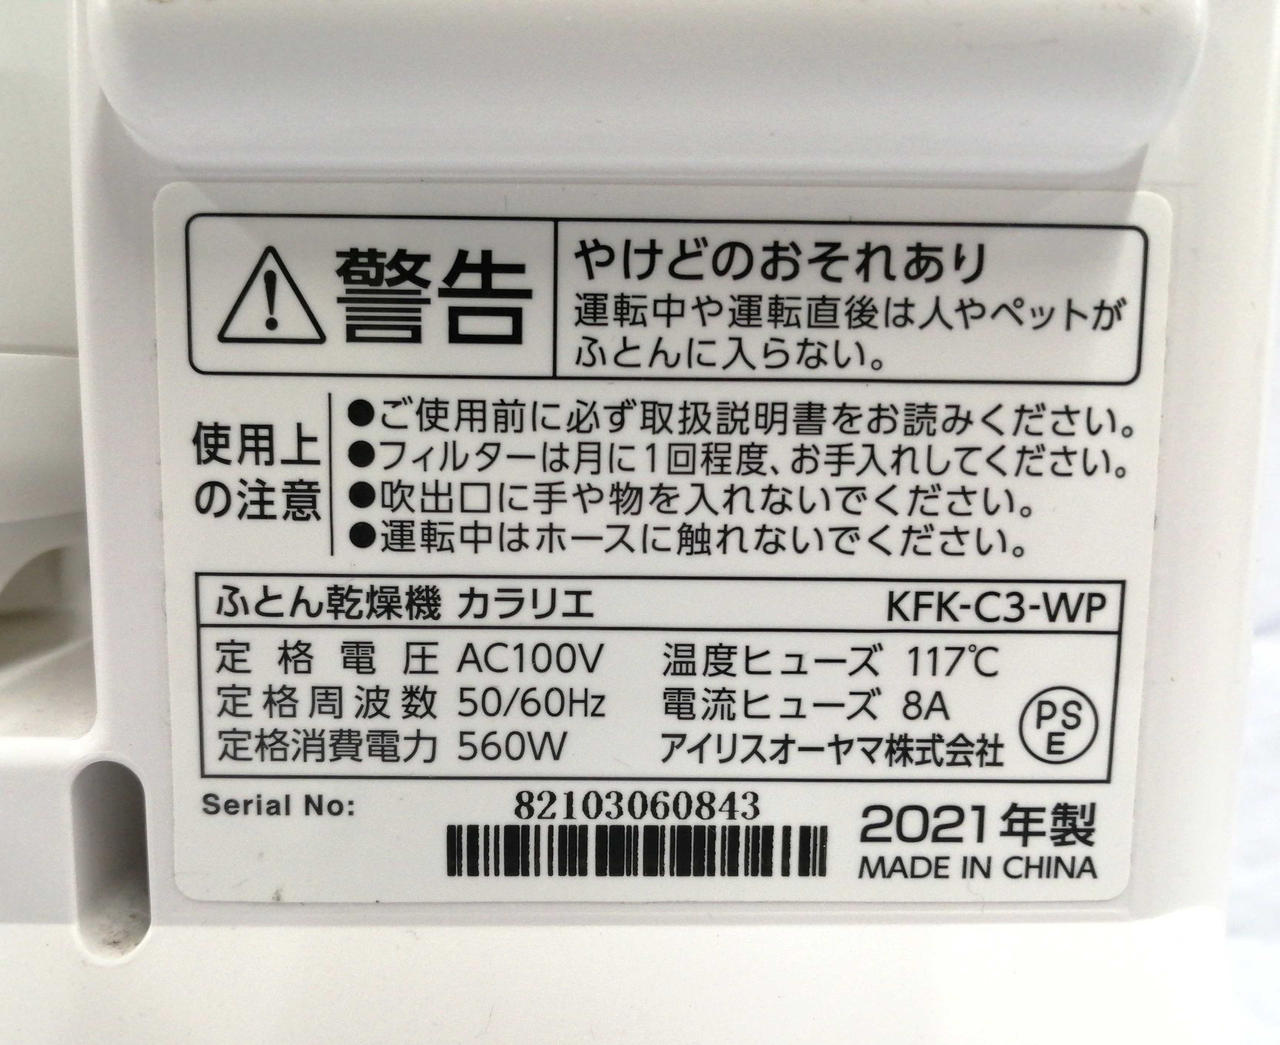 警告
やけどのおそれあり
運転中や運転直後は人やペットが
ふとんに入らない。
使用上
の注意
●ご使用前に必ず取扱説明書をお読みください。
●フィルターは月に1回程度、お手入れしてください。
●吹出口に手や物を入れないでください。
●運転中はホースに触れないでください。
ふとん乾燥機 カラリエ KFK-C3-WP
定格電圧 AC100V 温度ヒューズ 117℃
定格周波数 50/60Hz 電流ヒューズ 8A
定格消費電力 560W アイリスオーヤマ株式会社
PS
E
Serial No: 82103060843
2021年製
MADE IN CHINA